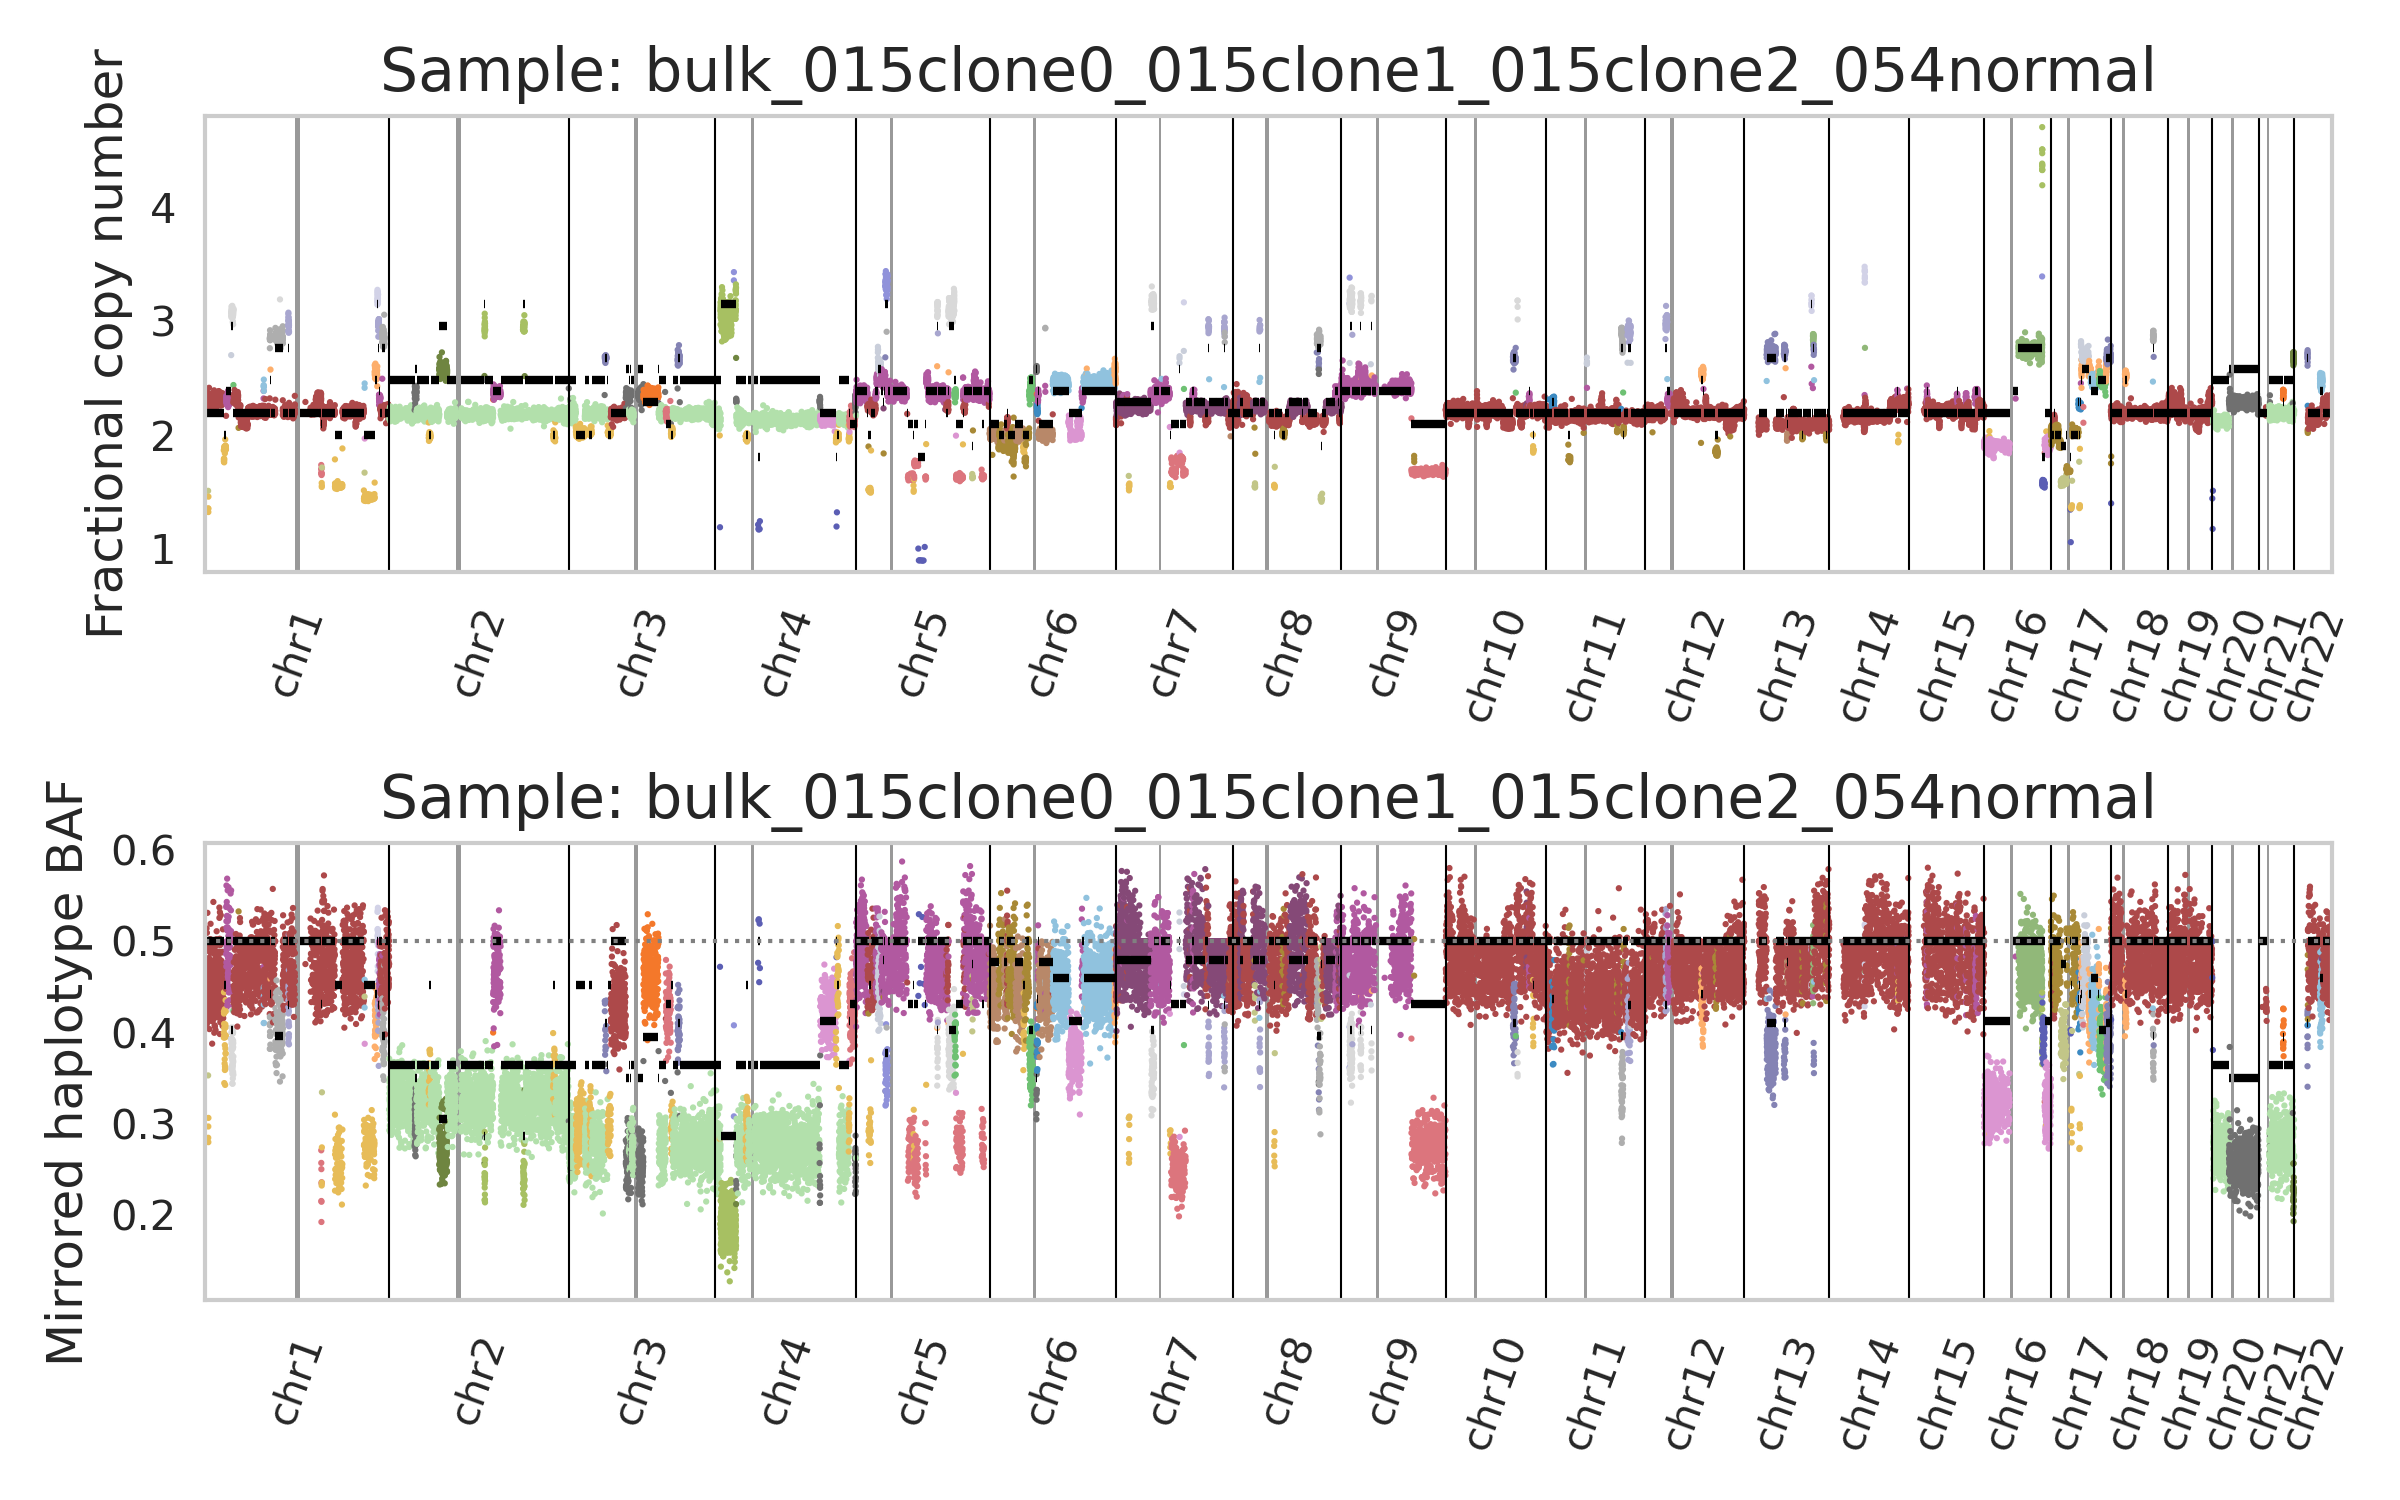 Sample: bulk_015clone0_015clone1_015clone2_054normal
Fractional copy number
4
3
2
1
chr1 chr2 chr3 chr4 chr5 chr6 chr7 chr8 chr9 chr10 chr11 chr12 chr13 chr14 chr15 chr16 chr17 chr18 chr19 chr20 chr21 chr22
Sample: bulk_015clone0_015clone1_015clone2_054normal
Mirrored haplotype BAF
0.6
0.5
0.4
0.3
0.2
chr1 chr2 chr3 chr4 chr5 chr6 chr7 chr8 chr9 chr10 chr11 chr12 chr13 chr14 chr15 chr16 chr17 chr18 chr19 chr20 chr21 chr22